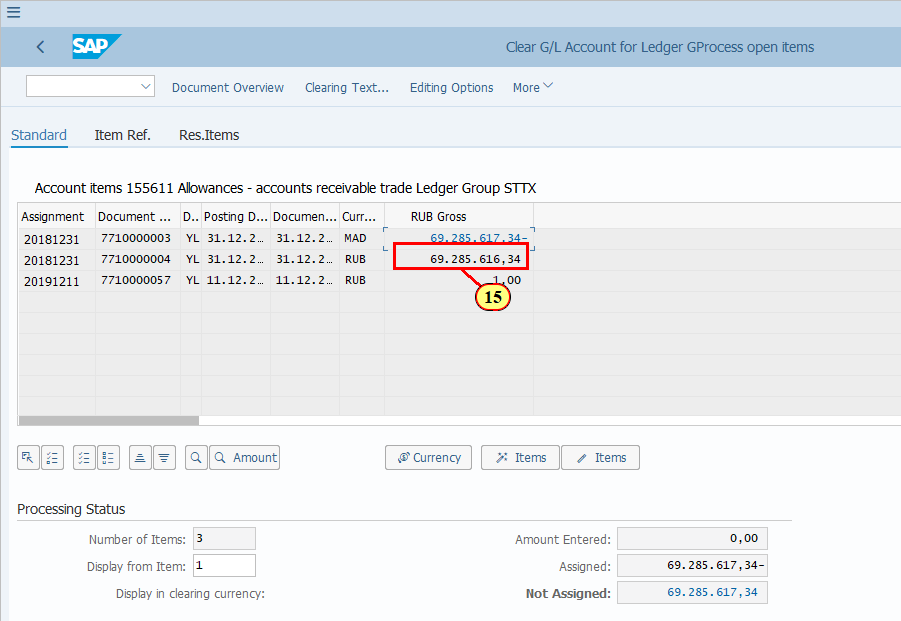 SAP
Clear G/L Account for Ledger GProcess open items
Document Overview Clearing Text... Editing Options More
Standard Item Ref. Res.Items
Account items 155611 Allowances - accounts receivable trade Ledger Group STTX
Assignment Document ... D.. Posting D... Documen... Curr... RUB Gross
20181231 7710000003 YL 31.12.2... 31.12.2... MAD 69.285.617,34-
20181231 7710000004 YL 31.12.2... 31.12.2... RUB 69.285.616,34
20191211 7710000057 YL 11.12.2... 11.12.2... RUB 1,00
15
Amount Currency Items Items
Processing Status
Number of Items: 3 Amount Entered: 0,00
Display from Item: 1 Assigned: 69.285.617,34-
Display in clearing currency: Not Assigned: 69.285.617,34